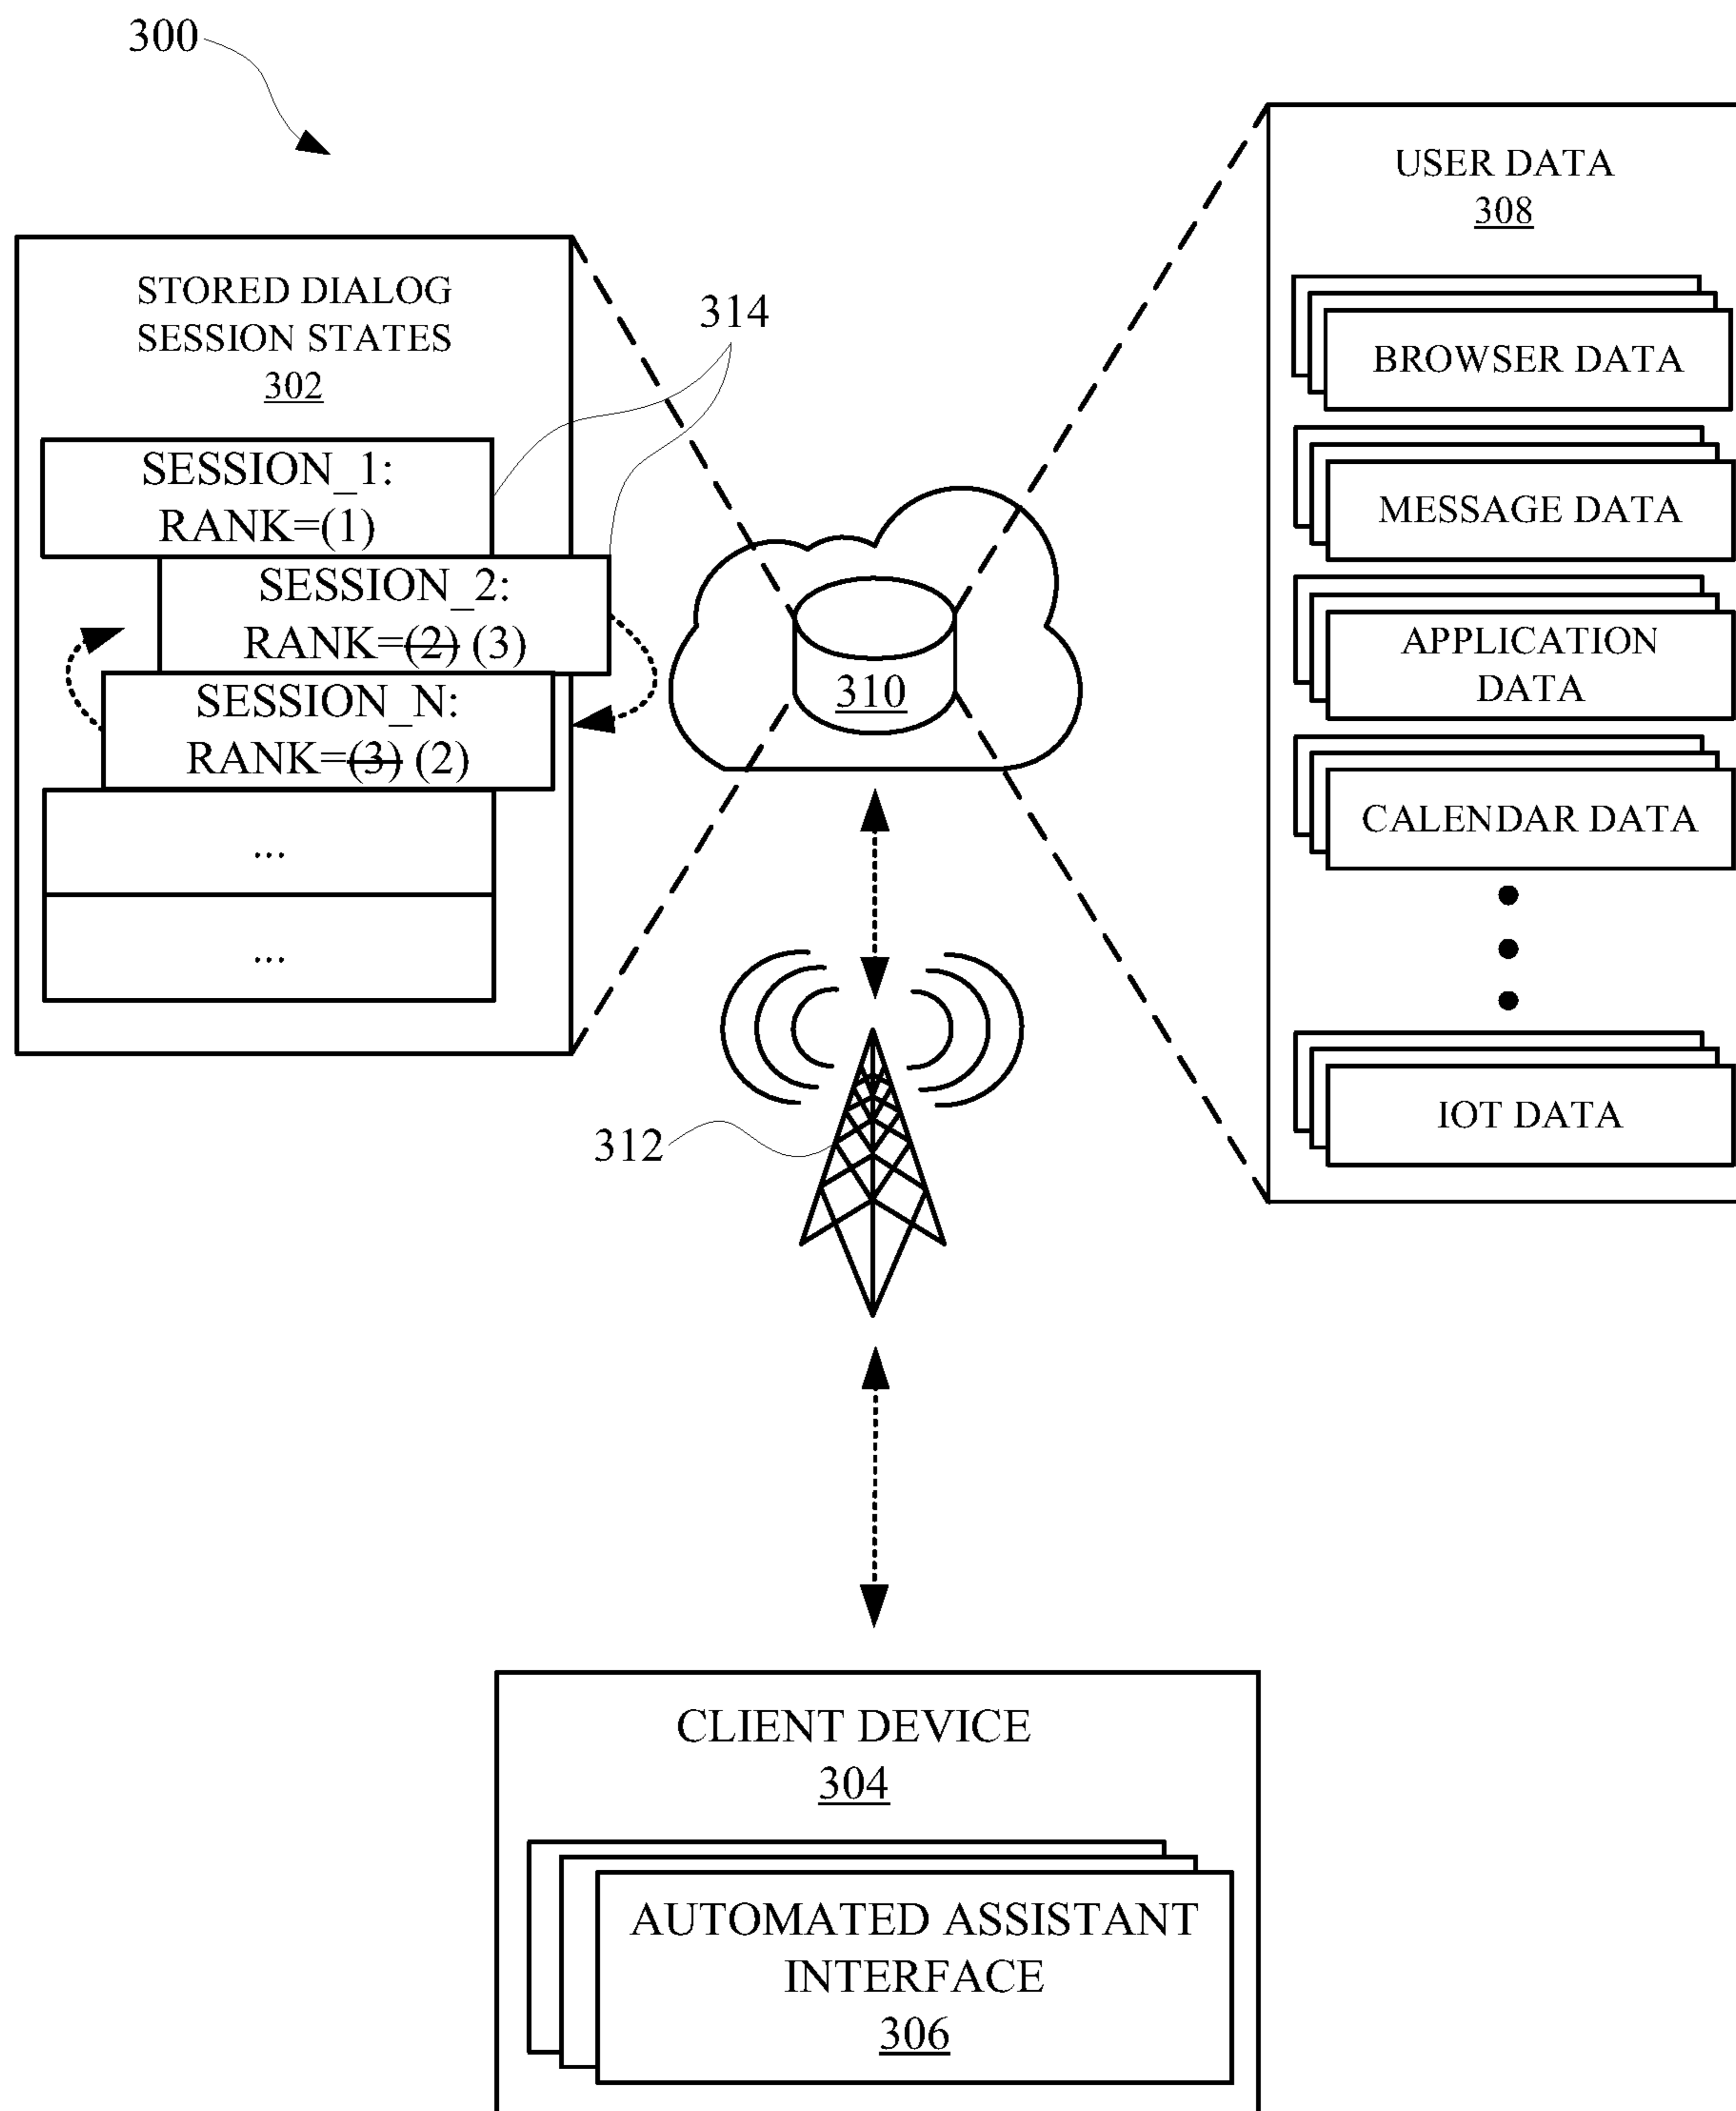 300
STORED DIALOG
SESSION STATES
302
314
SESSION_1:
RANK=(1)
SESSION_2:
RANK=(2) (3)
SESSION_N:
RANK=(3) (2)
...
...
310
USER DATA
308
BROWSER DATA
MESSAGE DATA
APPLICATION
DATA
CALENDAR DATA
IOT DATA
312
CLIENT DEVICE
304
AUTOMATED ASSISTANT
INTERFACE
306